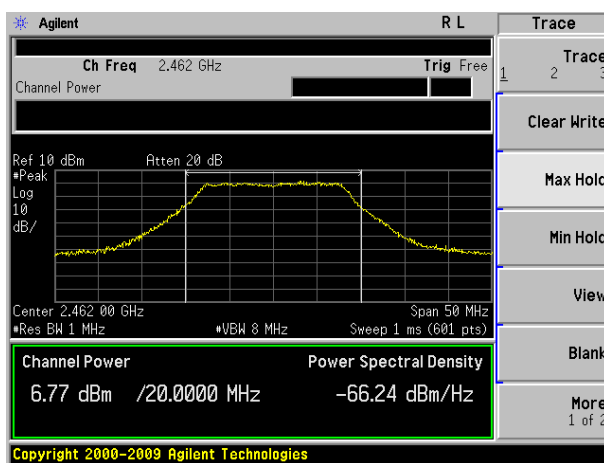 Agilent R L Trace
Ch Freq 2.462 GHz Trig Free
Channel Power
Trace
1 2 3
Clear Write
Max Hold
Min Hold
View
Blank
More
1 of 2
Ref 10 dBm Atten 20 dB
#Peak
Log
10
dB/
Center 2.462 00 GHz Span 50 MHz
#Res BW 1 MHz #VBW 8 MHz Sweep 1 ms (601 pts)
Channel Power Power Spectral Density
6.77 dBm /20.0000 MHz -66.24 dBm/Hz
Copyright 2000-2009 Agilent Technologies